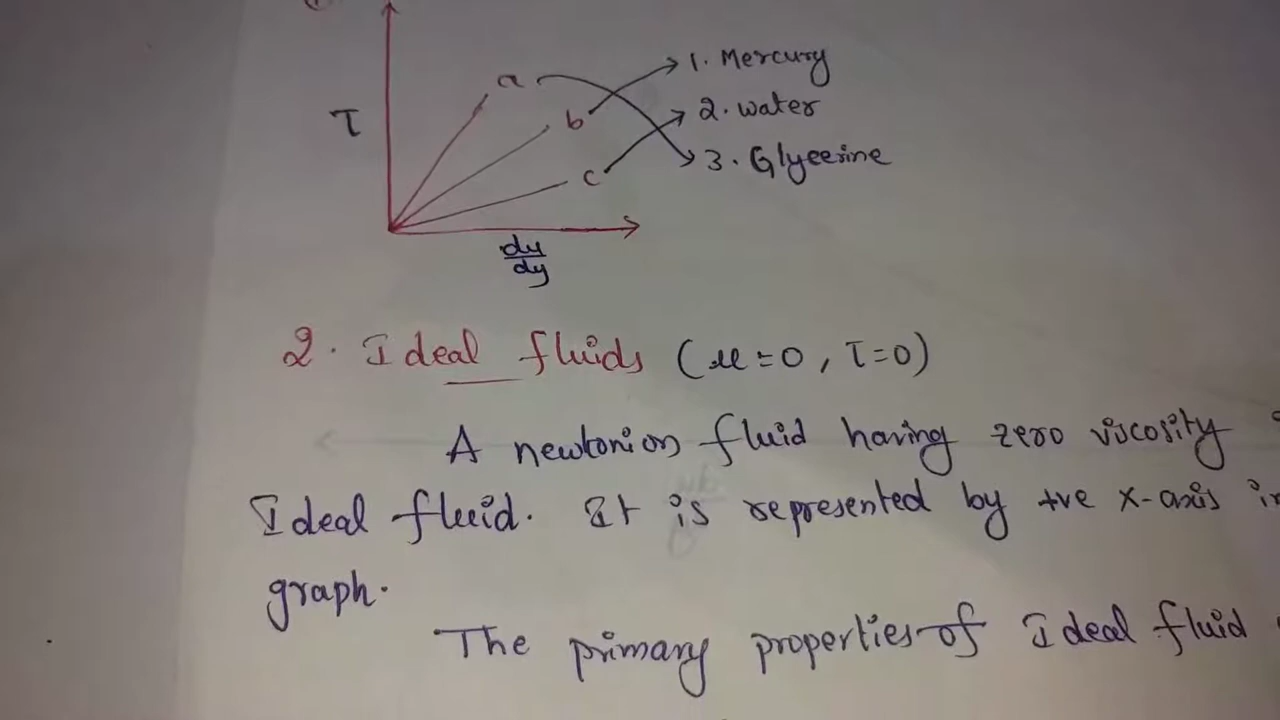 τ
a
b
c
1. Mercury
2. water
3. Glycerine
du/dy
2. Ideal fluids (μ=0, τ=0)
A newtonion fluid having zero viscosity
Ideal fluid. It is represented by +ve x-axis in
graph.
The primary properties of Ideal fluid